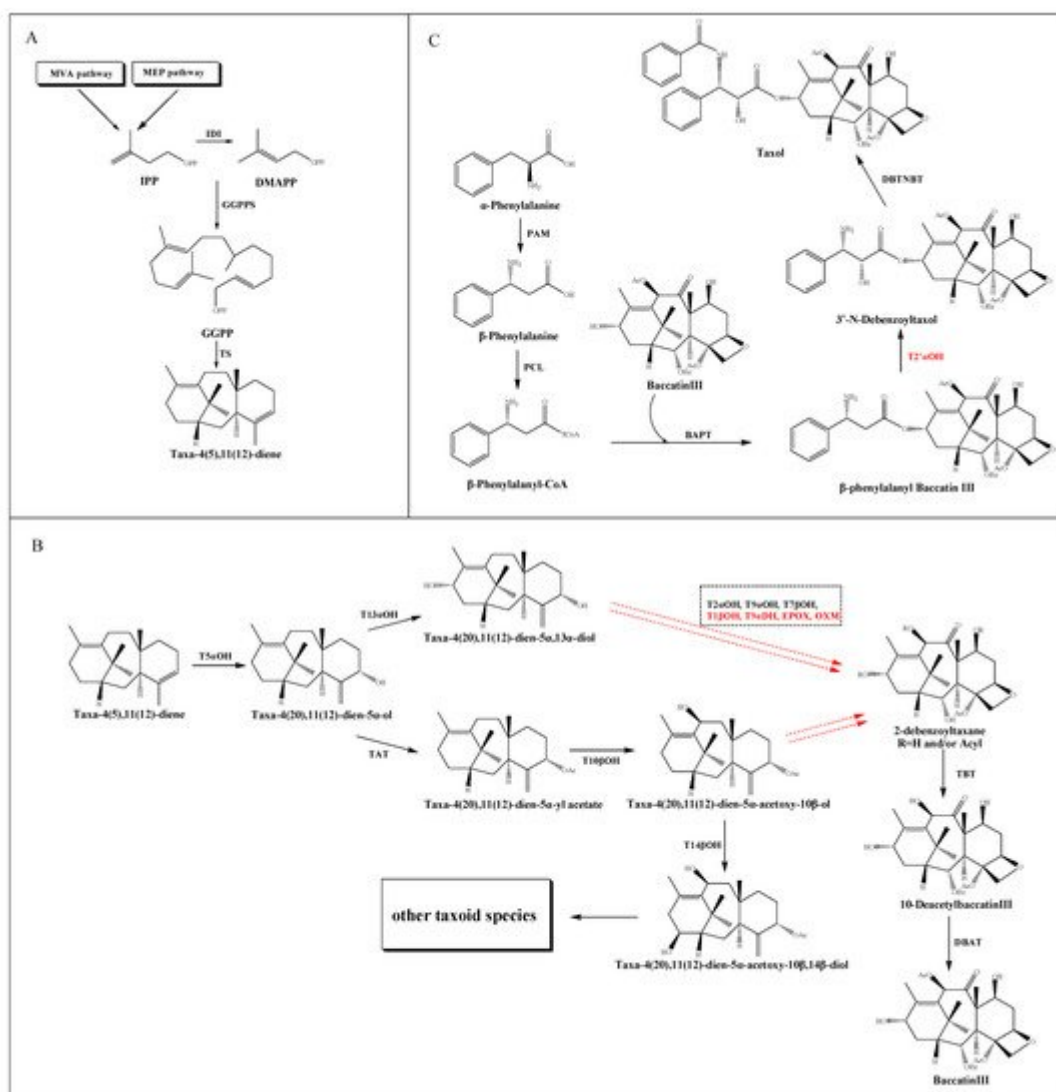 A
MVA pathway
MEP pathway
IDI
IPP
DMAPP
GGPPS
OPP
GGPP
TS
Taxa-4(5),11(12)-diene
C
Taxol
DBTNBT
α-Phenylalanine
PAM
β-Phenylalanine
PCL
β-Phenylalanyl-CoA
BaccatinIII
BAPT
3'-N-Debenzoyltaxol
T2'αOH
β-phenylalanyl Baccatin III
B
Taxa-4(5),11(12)-diene
T5αOH
Taxa-4(20),11(12)-dien-5α-ol
T13αOH
Taxa-4(20),11(12)-dien-5α,13α-diol
T2αOH, T9αOH, T7βOH,
T1βOH, T9αDH, EPOX, OXM
TAT
Taxa-4(20),11(12)-dien-5α-yl acetate
T10βOH
Taxa-4(20),11(12)-dien-5α-acetoxy-10β-ol
T14βOH
Taxa-4(20),11(12)-dien-5α-acetoxy-10β,14β-diol
other taxoid species
2-debenzoyltaxane
R=H and/or Acyl
TBT
10-DeacetylbaccatinIII
DBAT
BaccatinIII